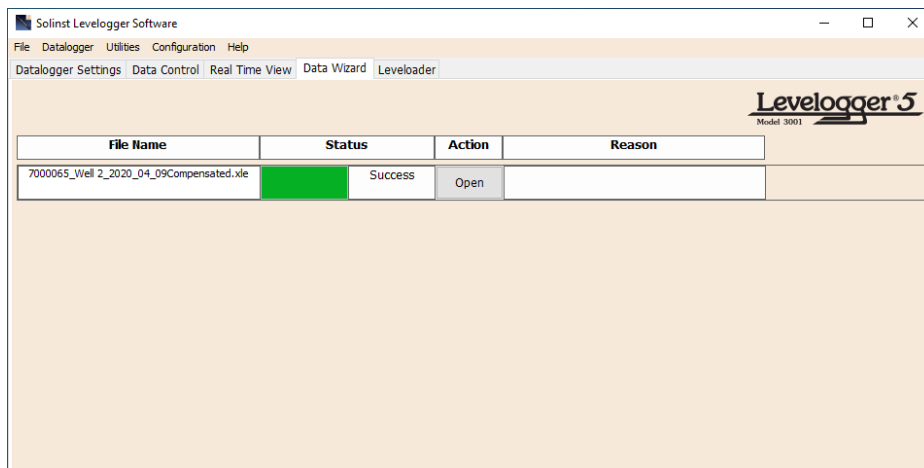 Solinst Levelogger Software
File Datalogger Utilities Configuration Help
Datalogger Settings Data Control Real Time View Data Wizard Leveloader
Levelogger® 5
Model 3001
File Name Status Action Reason
7000065_Well 2_2020_04_09Compensated.xle Success Open